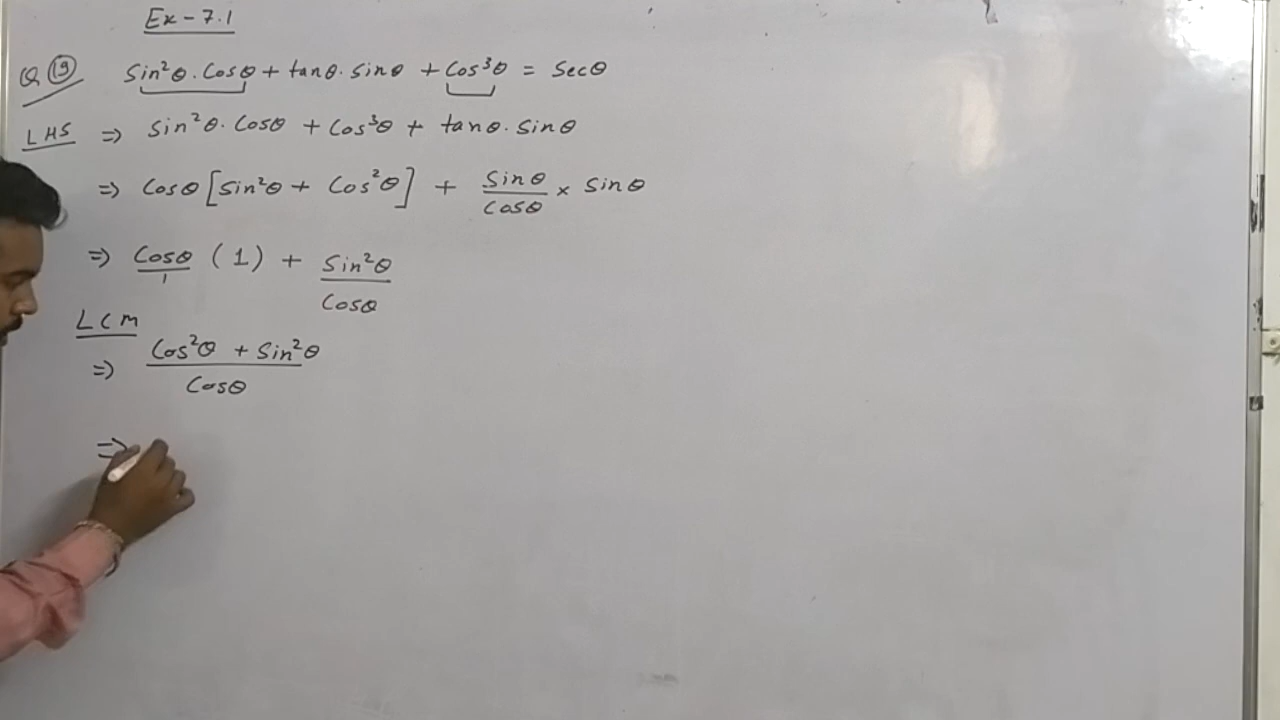 Ex - 7.1
Q (19) Sin²θ. Cosθ + tanθ. sinθ + Cos³θ = Secθ
LHS => Sin²θ. Cosθ + Cos³θ + tanθ. Sinθ
=> Cosθ [Sin²θ + Cos²θ] + Sinθ/Cosθ × Sinθ
=> Cosθ/1 (1) + Sin²θ/Cosθ
LCM
=> Cos²θ + Sin²θ/Cosθ
=>